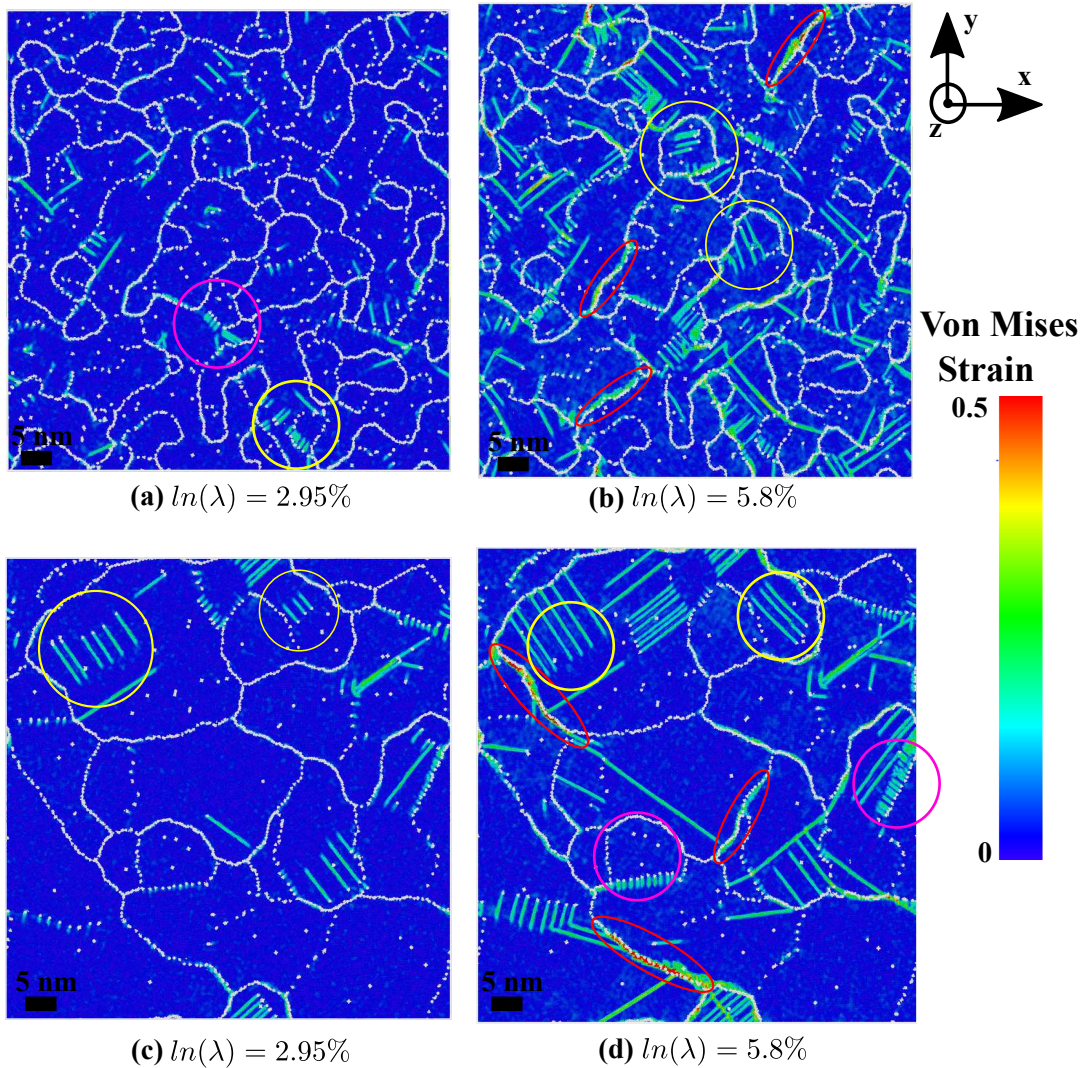 y
x
z
5 nm
5 nm
(a) ln(λ) = 2.95%
(b) ln(λ) = 5.8%
Von Mises
Strain
0.5
0
5 nm
5 nm
(c) ln(λ) = 2.95%
(d) ln(λ) = 5.8%